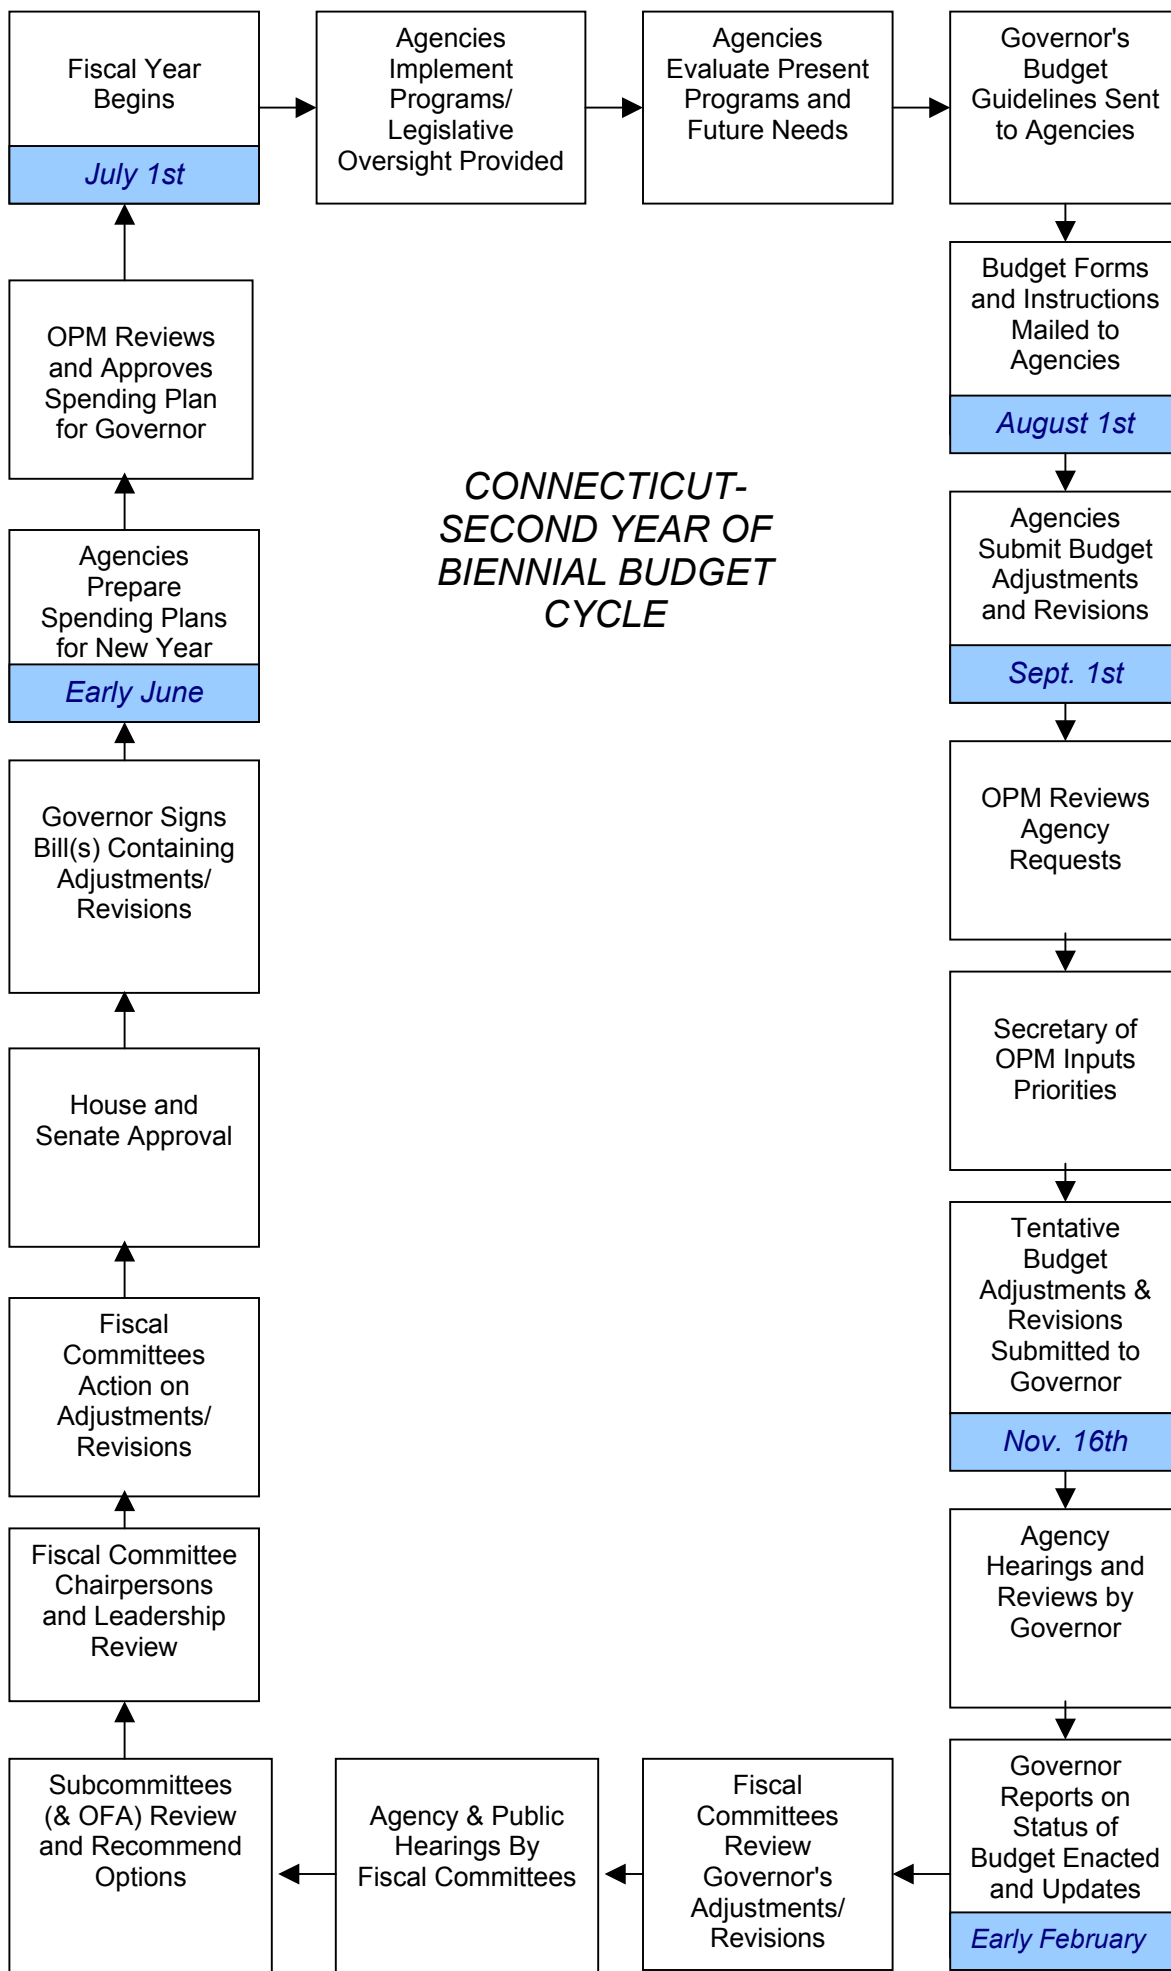 Fiscal Year
Begins
July 1st
Agencies
Implement
Programs/
Legislative
Oversight Provided
Agencies
Evaluate Present
Programs and
Future Needs
Governor's
Budget
Guidelines Sent
to Agencies
Budget Forms
and Instructions
Mailed to
Agencies
August 1st
Agencies
Submit Budget
Adjustments
and Revisions
Sept. 1st
OPM Reviews
Agency
Requests
Secretary of
OPM Inputs
Priorities
Tentative
Budget
Adjustments &
Revisions
Submitted to
Governor
Nov. 16th
Agency
Hearings and
Reviews by
Governor
Governor
Reports on
Status of
Budget Enacted
and Updates
Early February
Fiscal
Committees
Review
Governor's
Adjustments/
Revisions
Agency & Public
Hearings By
Fiscal Committees
Subcommittees
(& OFA) Review
and Recommend
Options
Fiscal Committee
Chairpersons
and Leadership
Review
Fiscal
Committees
Action on
Adjustments/
Revisions
House and
Senate Approval
Governor Signs
Bill(s) Containing
Adjustments/
Revisions
Agencies
Prepare
Spending Plans
for New Year
Early June
OPM Reviews
and Approves
Spending Plan
for Governor
CONNECTICUT-
SECOND YEAR OF
BIENNIAL BUDGET
CYCLE